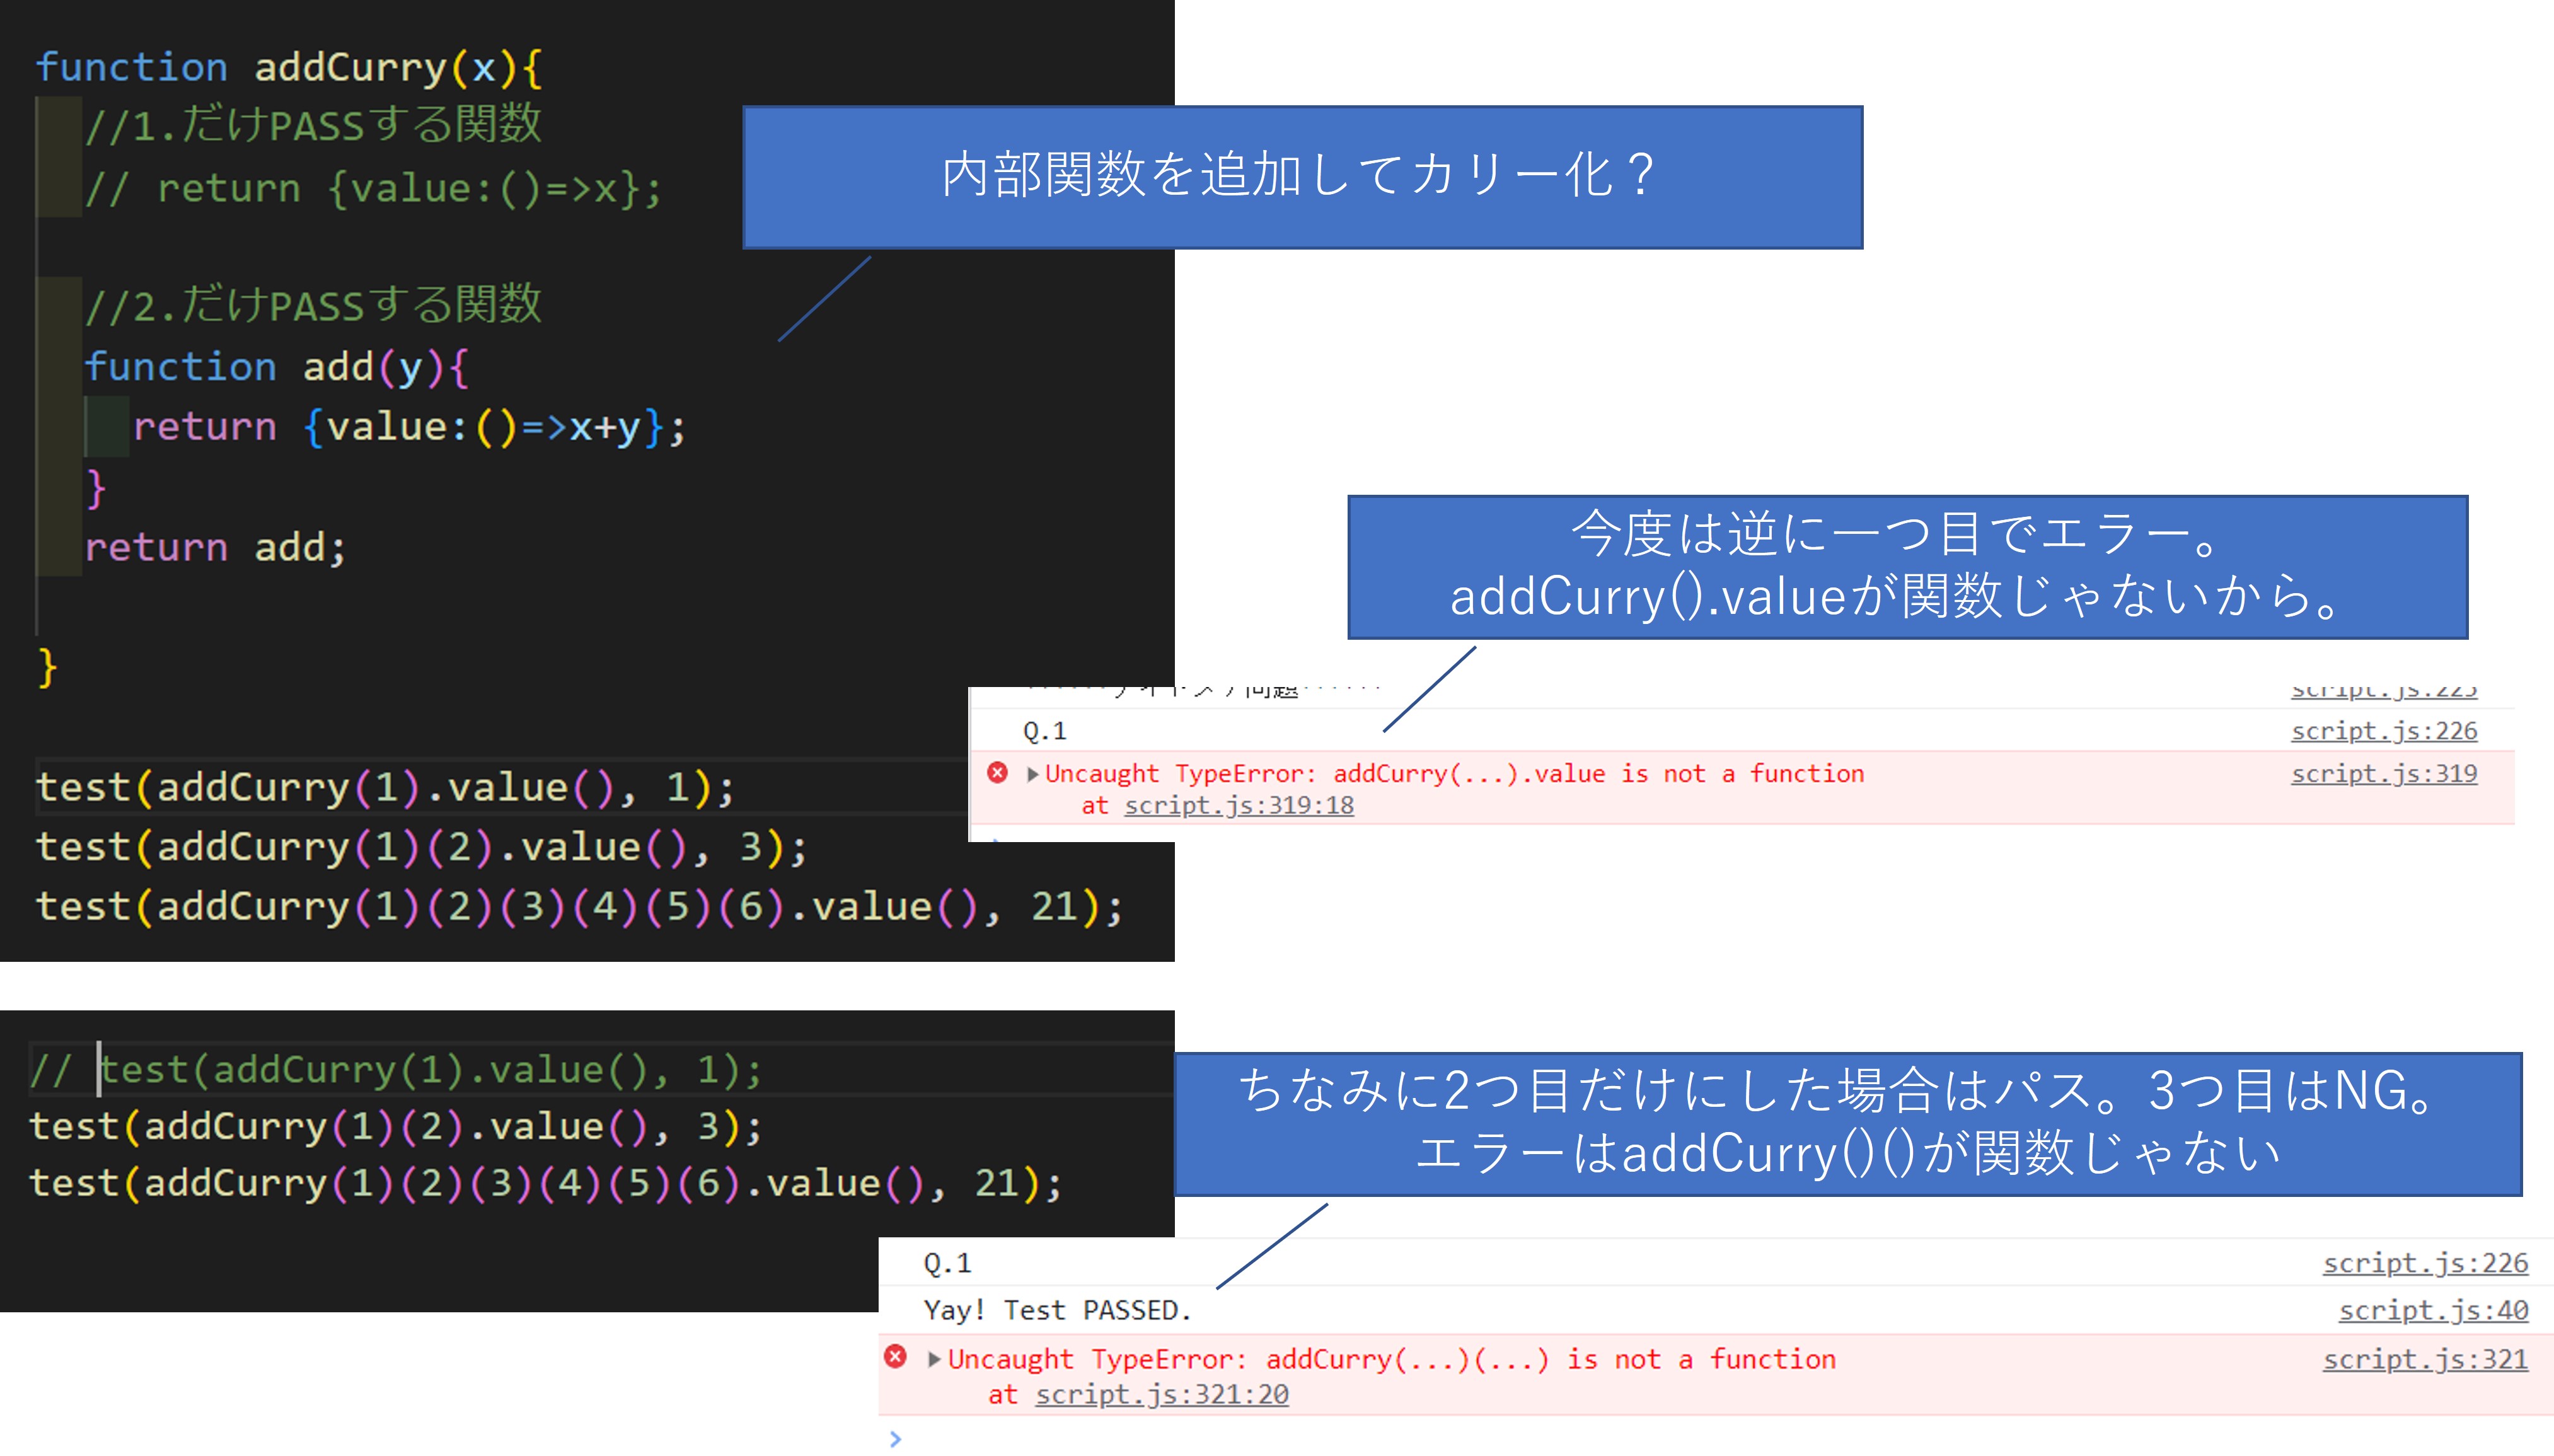 function addCurry(x){
//1.だけPASSする関数
// return {value:()=>x};
//2.だけPASSする関数
function add(y){
return {value:()=>x+y};
}
return add;
}
内部関数を追加してカリー化？
今度は逆に一つ目でエラー。
addCurry().valueが関数じゃないから。
test(addCurry(1).value(), 1);
test(addCurry(1)(2).value(), 3);
test(addCurry(1)(2)(3)(4)(5)(6).value(), 21);
script.js:225
Q.1 script.js:226
Uncaught TypeError: addCurry(...).value is not a function script.js:319
at script.js:319:18
// test(addCurry(1).value(), 1);
test(addCurry(1)(2).value(), 3);
test(addCurry(1)(2)(3)(4)(5)(6).value(), 21);
ちなみに2つ目だけにした場合はパス。3つ目はNG。
エラーはaddCurry()()が関数じゃない
Q.1 script.js:226
Yay! Test PASSED. script.js:40
Uncaught TypeError: addCurry(...)(...) is not a function script.js:321
at script.js:321:20